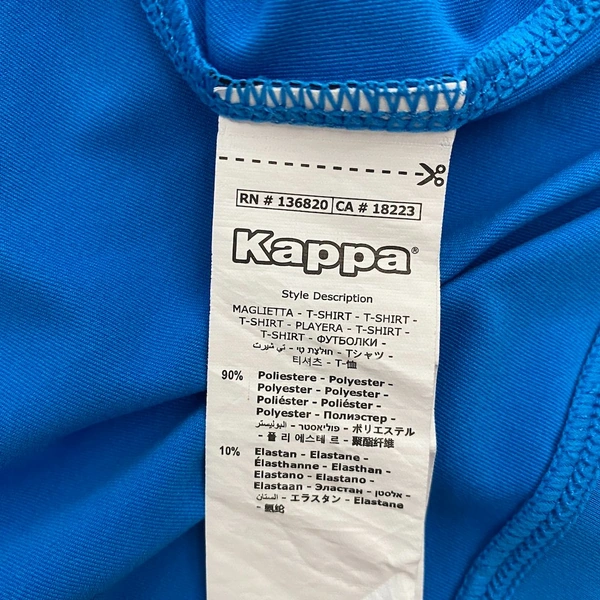 RN # 136820 CA # 18223
Kappa®
Style Description
MAGLIETTA - T-SHIRT - T-SHIRT -
T-SHIRT - PLAYERA - T-SHIRT -
T-SHIRT - ФУТБОЛКИ -
تي شيرت - חולצת טי - Tシャツ -
티셔츠 - T-恤
90% Poliestere - Polyester -
Polyester - Polyester -
Poliéster - Poliéster -
Polyester - Полиэстер -
البوليستر - פוליאסטר - ポリエステル
- 폴 리 에스테 르 - 聚酯纤维
10% Elastan - Elastane -
Élasthanne - Elasthan -
Elastano - Elastano -
Elastaan - Эластан - אלסטן -
الستان - エラスタン - Elastane
- 氨纶